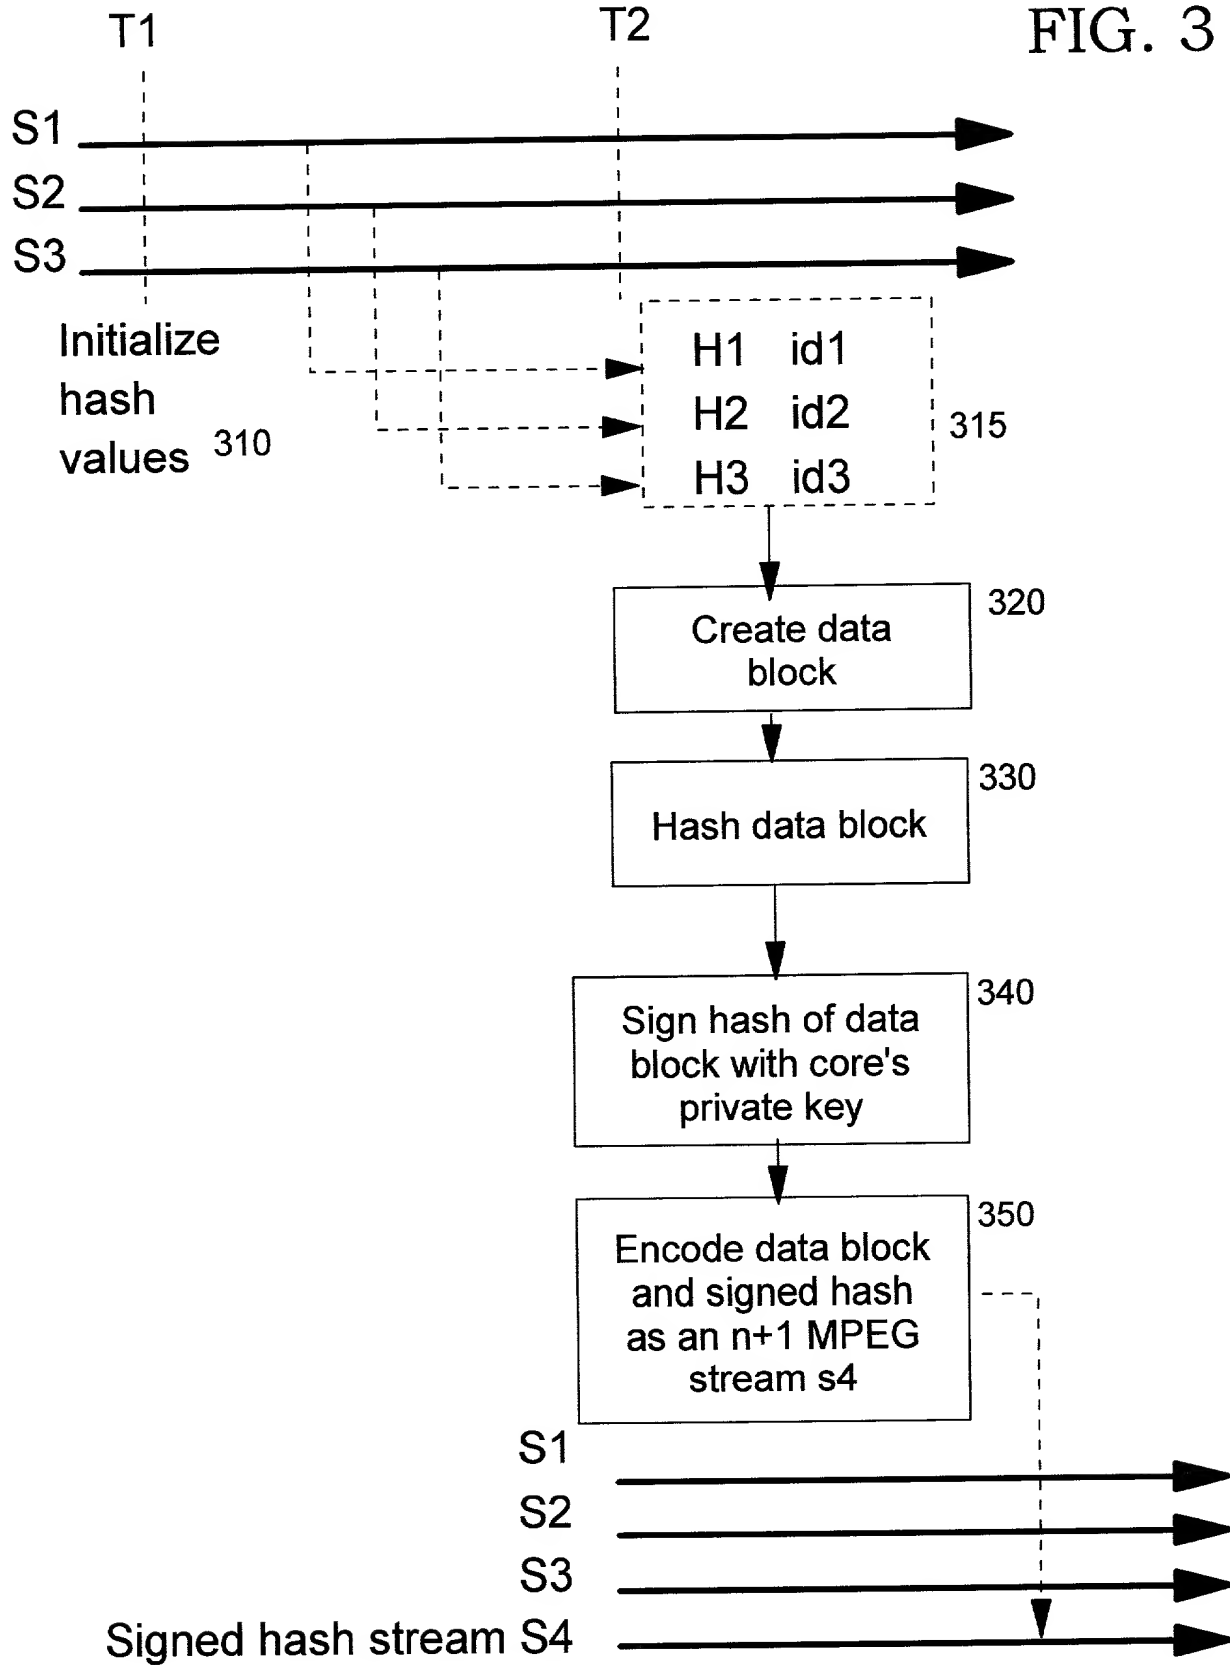 T1
T2
FIG. 3
S1
S2
S3
Initialize
hash
values 310
H1 id1
H2 id2
H3 id3
315
320
Create data
block
330
Hash data block
340
Sign hash of data
block with core's
private key
350
Encode data block
and signed hash
as an n+1 MPEG
stream s4
S1
S2
S3
Signed hash stream S4